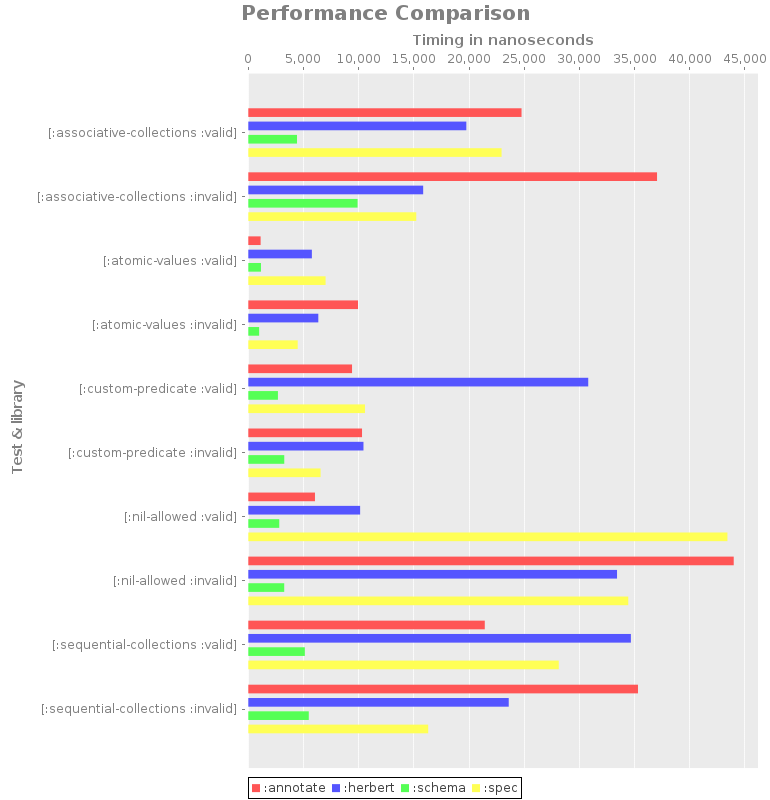 Performance Comparison
Timing in nanoseconds
0 5,000 10,000 15,000 20,000 25,000 30,000 35,000 40,000 45,000
[:associative-collections :valid]
[:associative-collections :invalid]
[:atomic-values :valid]
[:atomic-values :invalid]
[:custom-predicate :valid]
[:custom-predicate :invalid]
[:nil-allowed :valid]
[:nil-allowed :invalid]
[:sequential-collections :valid]
[:sequential-collections :invalid]
Test & library
:annotate :herbert :schema :spec